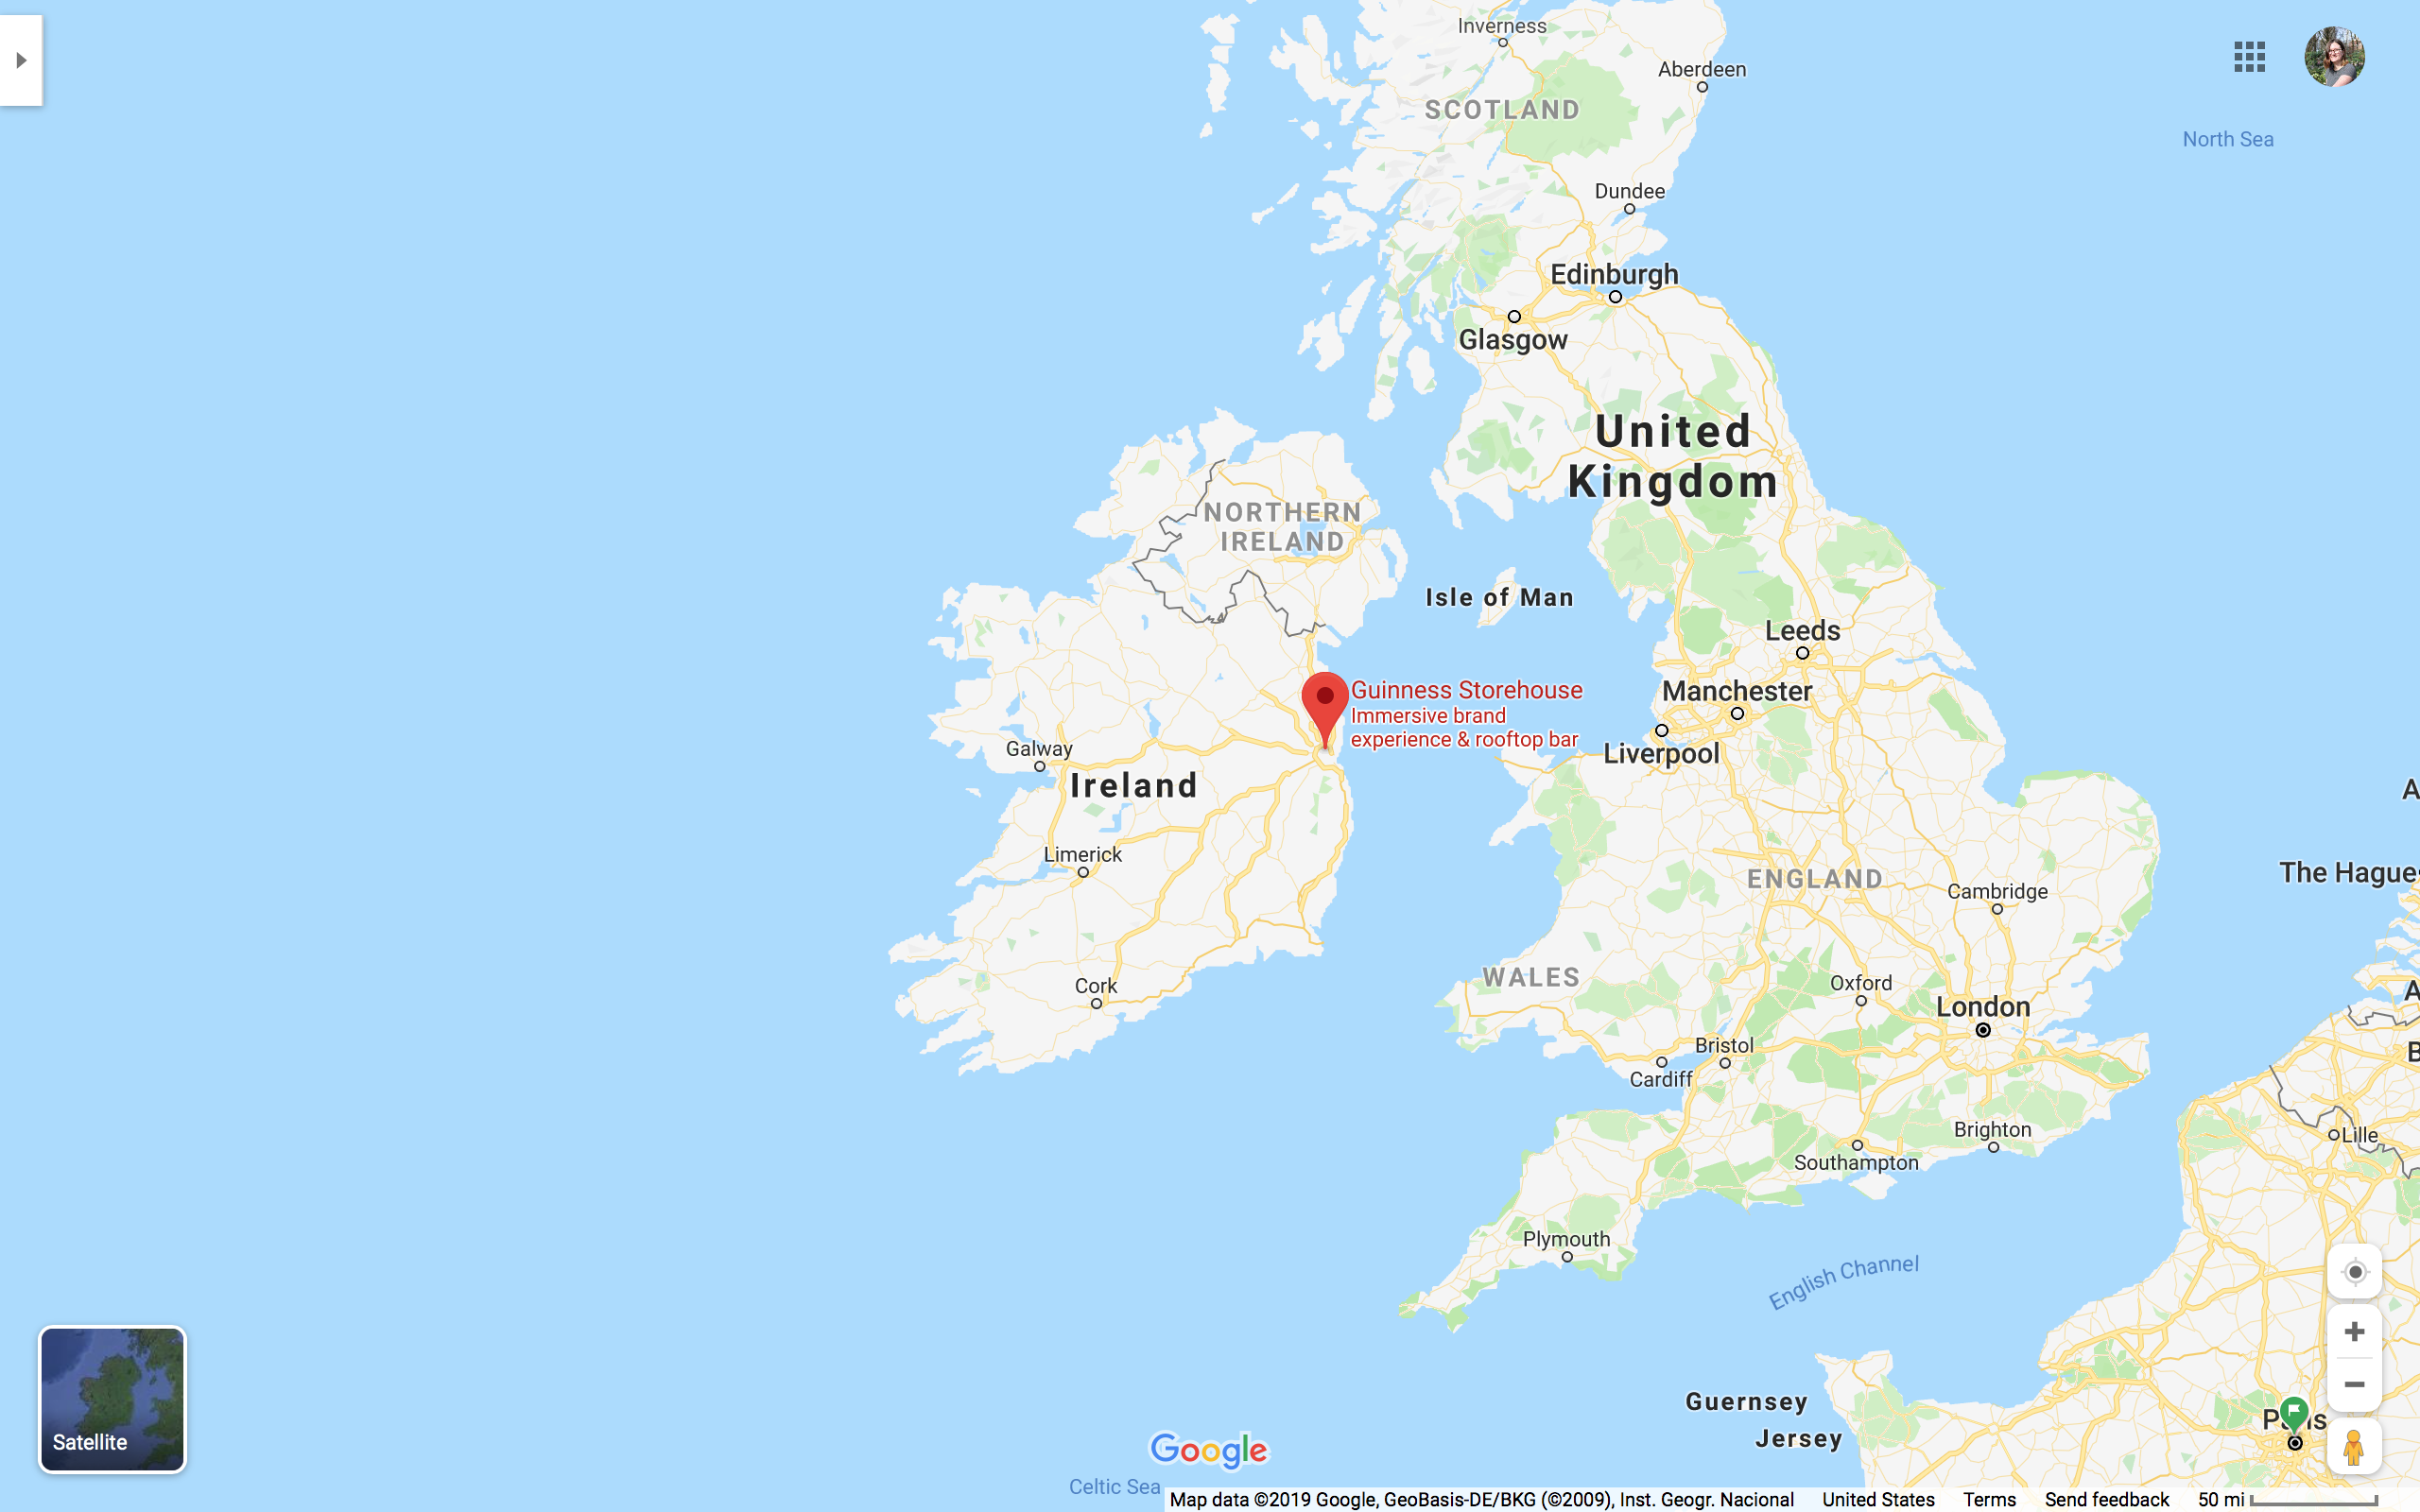 Inverness
Aberdeen
SCOTLAND
North Sea
Dundee
Edinburgh
Glasgow
United
Kingdom
NORTHERN
IRELAND
Isle of Man
Leeds
Guinness Storehouse
Immersive brand
experience & rooftop bar
Manchester
Liverpool
Galway
Ireland
A
Limerick
The Hague
ENGLAND
Cambridge
WALES
Cork
Oxford
London
A
Bristol
B
Cardiff
Brighton
Lille
Southampton
Plymouth
English Channel
Guernsey
Jersey
P s
Satellite
Google
Celtic Sea
Map data ©2019 Google, GeoBasis-DE/BKG (©2009), Inst. Geogr. Nacional United States Terms Send feedback 50 mi